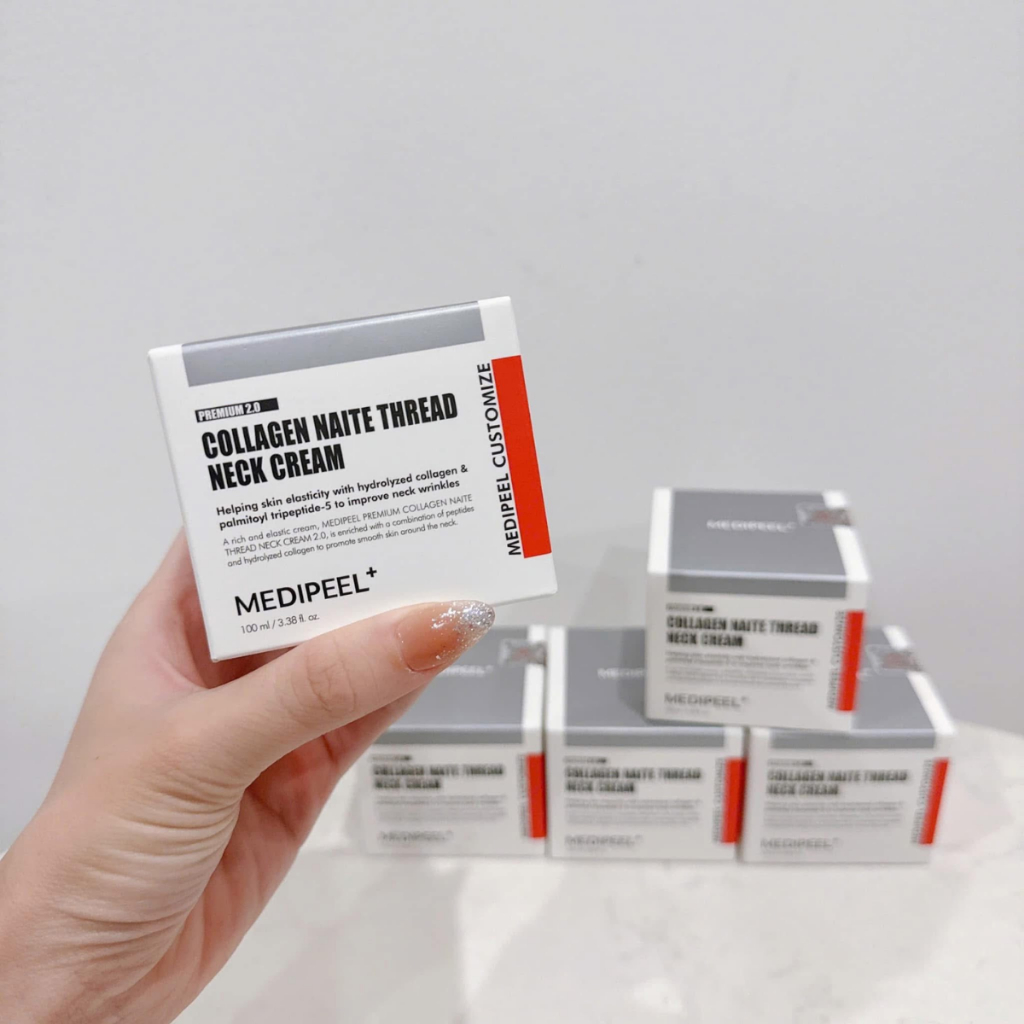 PREMIUM 2.0
COLLAGEN NAITE THREAD
NECK CREAM
Helping skin elasticity with hydrolyzed collagen &
palmitoyl tripeptide-5 to improve neck wrinkles
A rich and elastic cream, MEDIPEEL PREMIUM COLLAGEN NAITE
THREAD NECK CREAM 2.0, is enriched with a combination of peptides
and hydrolyzed collagen to promote smooth skin around the neck.
MEDIPEEL+
100 ml / 3.38 fl. oz.
MEDIPEEL CUSTOMIZE
MEDIPEEL
COLLAGEN NAITE THREAD
NECK CREAM
MEDIPEEL+
MEDIPEEL CUSTOMIZE
COLLAGEN NAITE THREAD
NECK CREAM
MEDIPEEL+
COLLAGEN NAITE THREAD
NECK CREAM
MEDIPEEL+
COLLAGEN NAITE THREAD
NECK CREAM
MEDIPEEL+